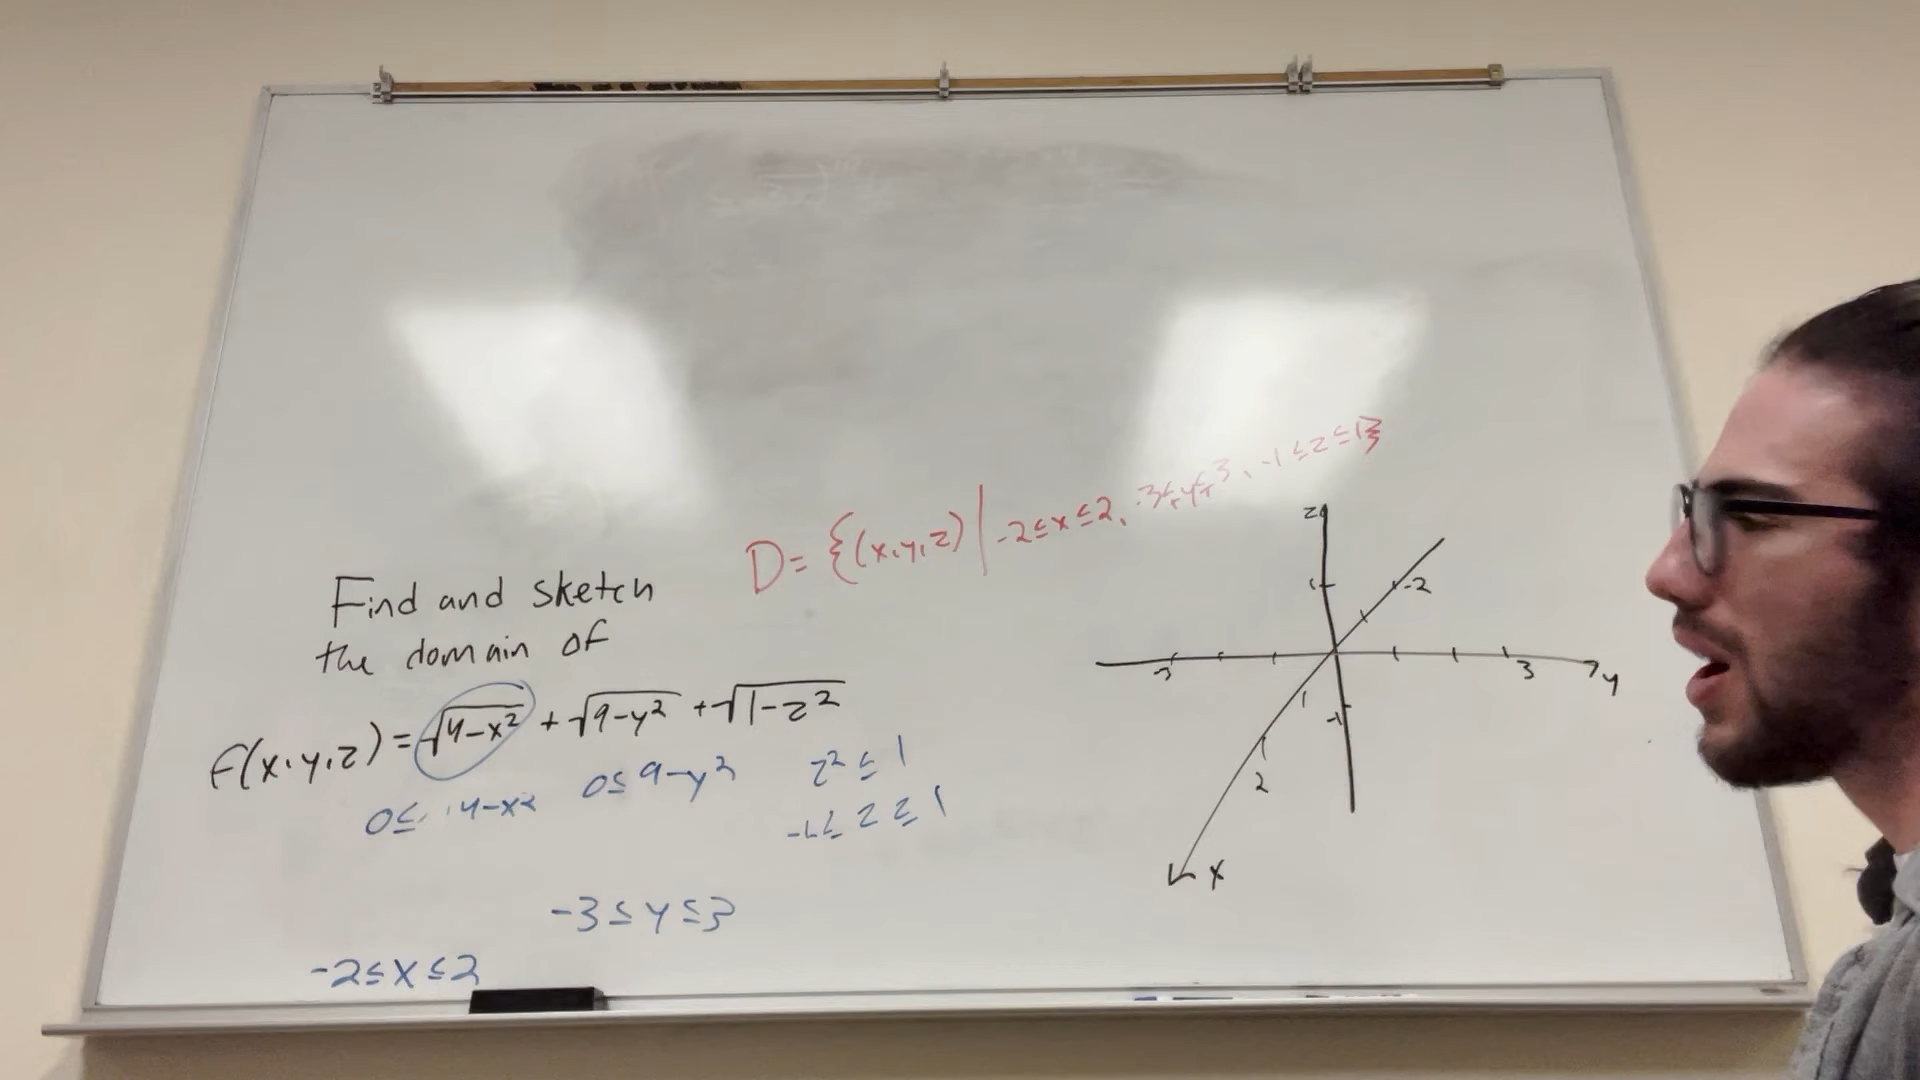 D = {(x,y,z) | -2≤x≤2, -3≤y≤3, -1≤z≤1}
Find and sketch
the domain of
f(x,y,z) = √4-x² + √9-y² + √1-z²
0≤ 4-x²
0≤9-y²
z² ≤ 1
-1≤ z ≤ 1
-3≤y≤3
-2≤x≤2
z
1
-2
-3
3
y
1
-1
2
x